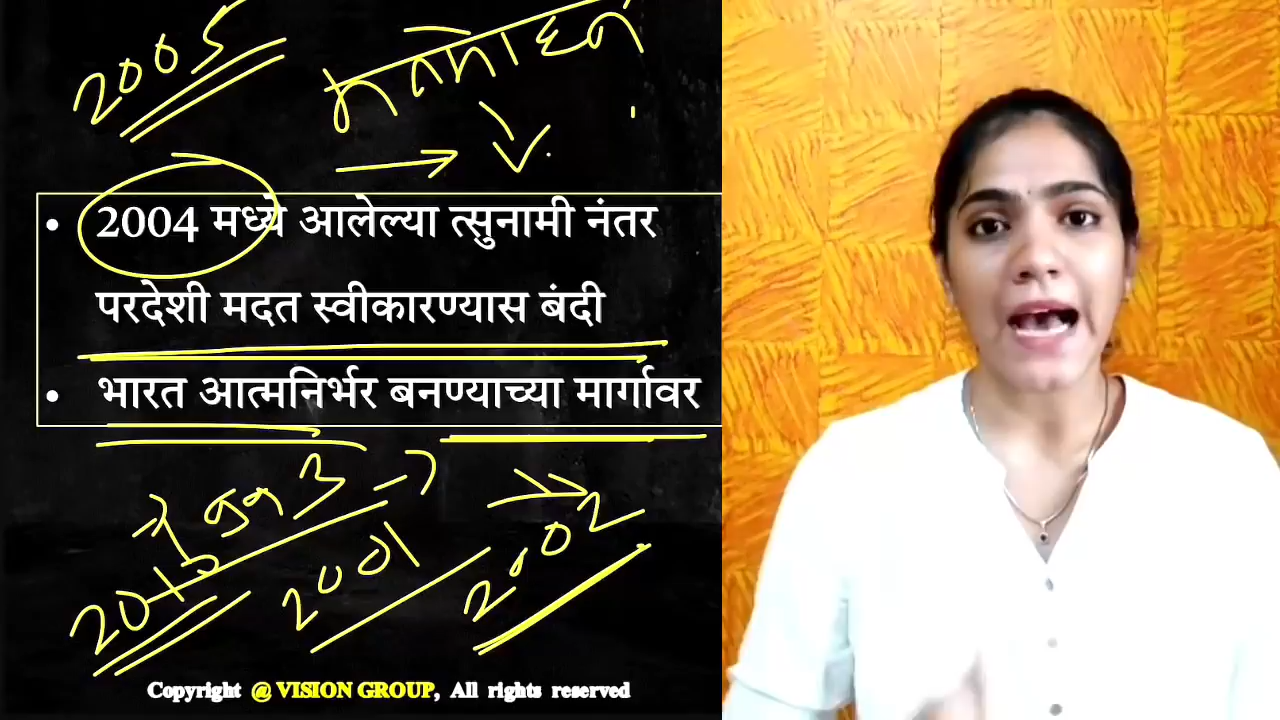 2005
• 2004 मध्ये आलेल्या त्सुनामी नंतर
परदेशी मदत स्वीकारण्यास बंदी
• भारत आत्मनिर्भर बनण्याच्या मार्गावर
2001
2002
Copyright @ VISION GROUP, All rights reserved